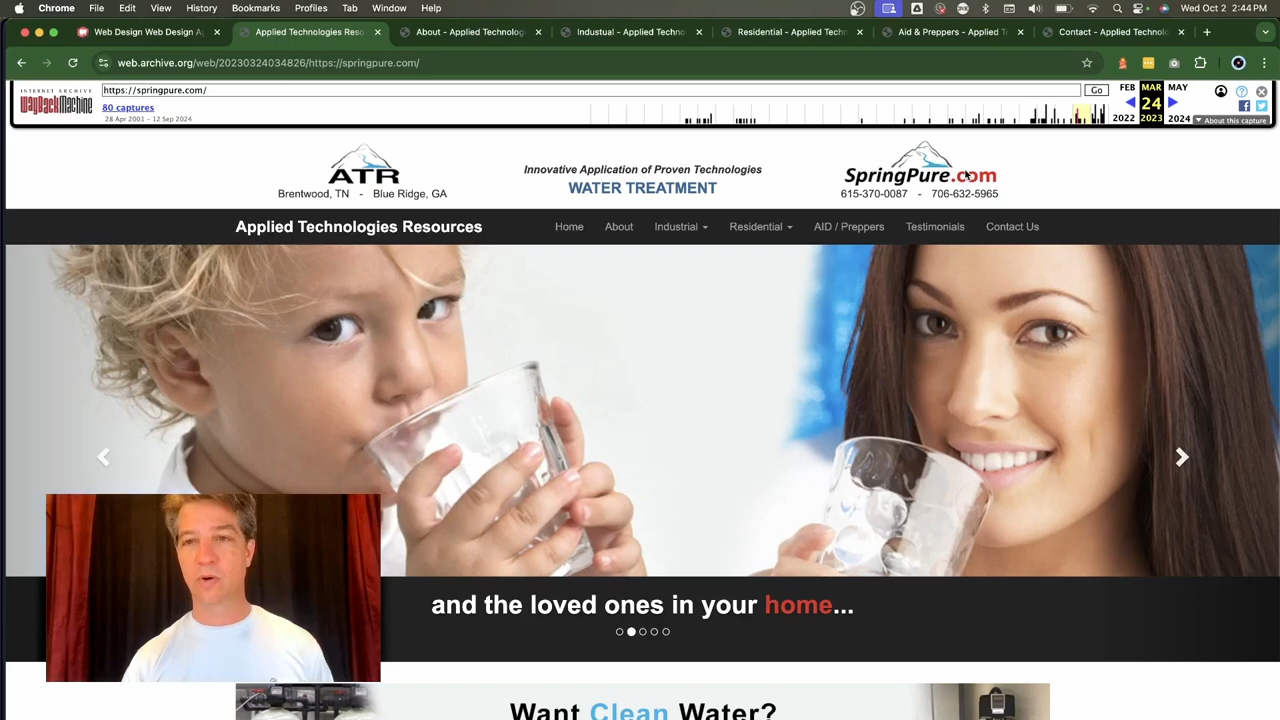 Chrome File Edit View History Bookmarks Profiles Tab Window Help Wed Oct 2 2:44 PM
Web Design Web Design A Applied Technologies Reso About - Applied Technolog Industual - Applied Techno Residential - Applied Techn Aid & Preppers - Applied T Contact - Applied Technolo
web.archive.org/web/20230324034826/https://springpure.com/
INTERNET ARCHIVE
WayBackMachine
https://springpure.com/ Go
80 captures
28 Apr 2001 - 12 Sep 2024
FEB MAR MAY
24
2022 2023 2024
About this capture
ATR
Brentwood, TN - Blue Ridge, GA
Innovative Application of Proven Technologies
WATER TREATMENT
SpringPure.com
615-370-0087 - 706-632-5965
Applied Technologies Resources Home About Industrial Residential AID / Preppers Testimonials Contact Us
and the loved ones in your home...
Want Clean Water?